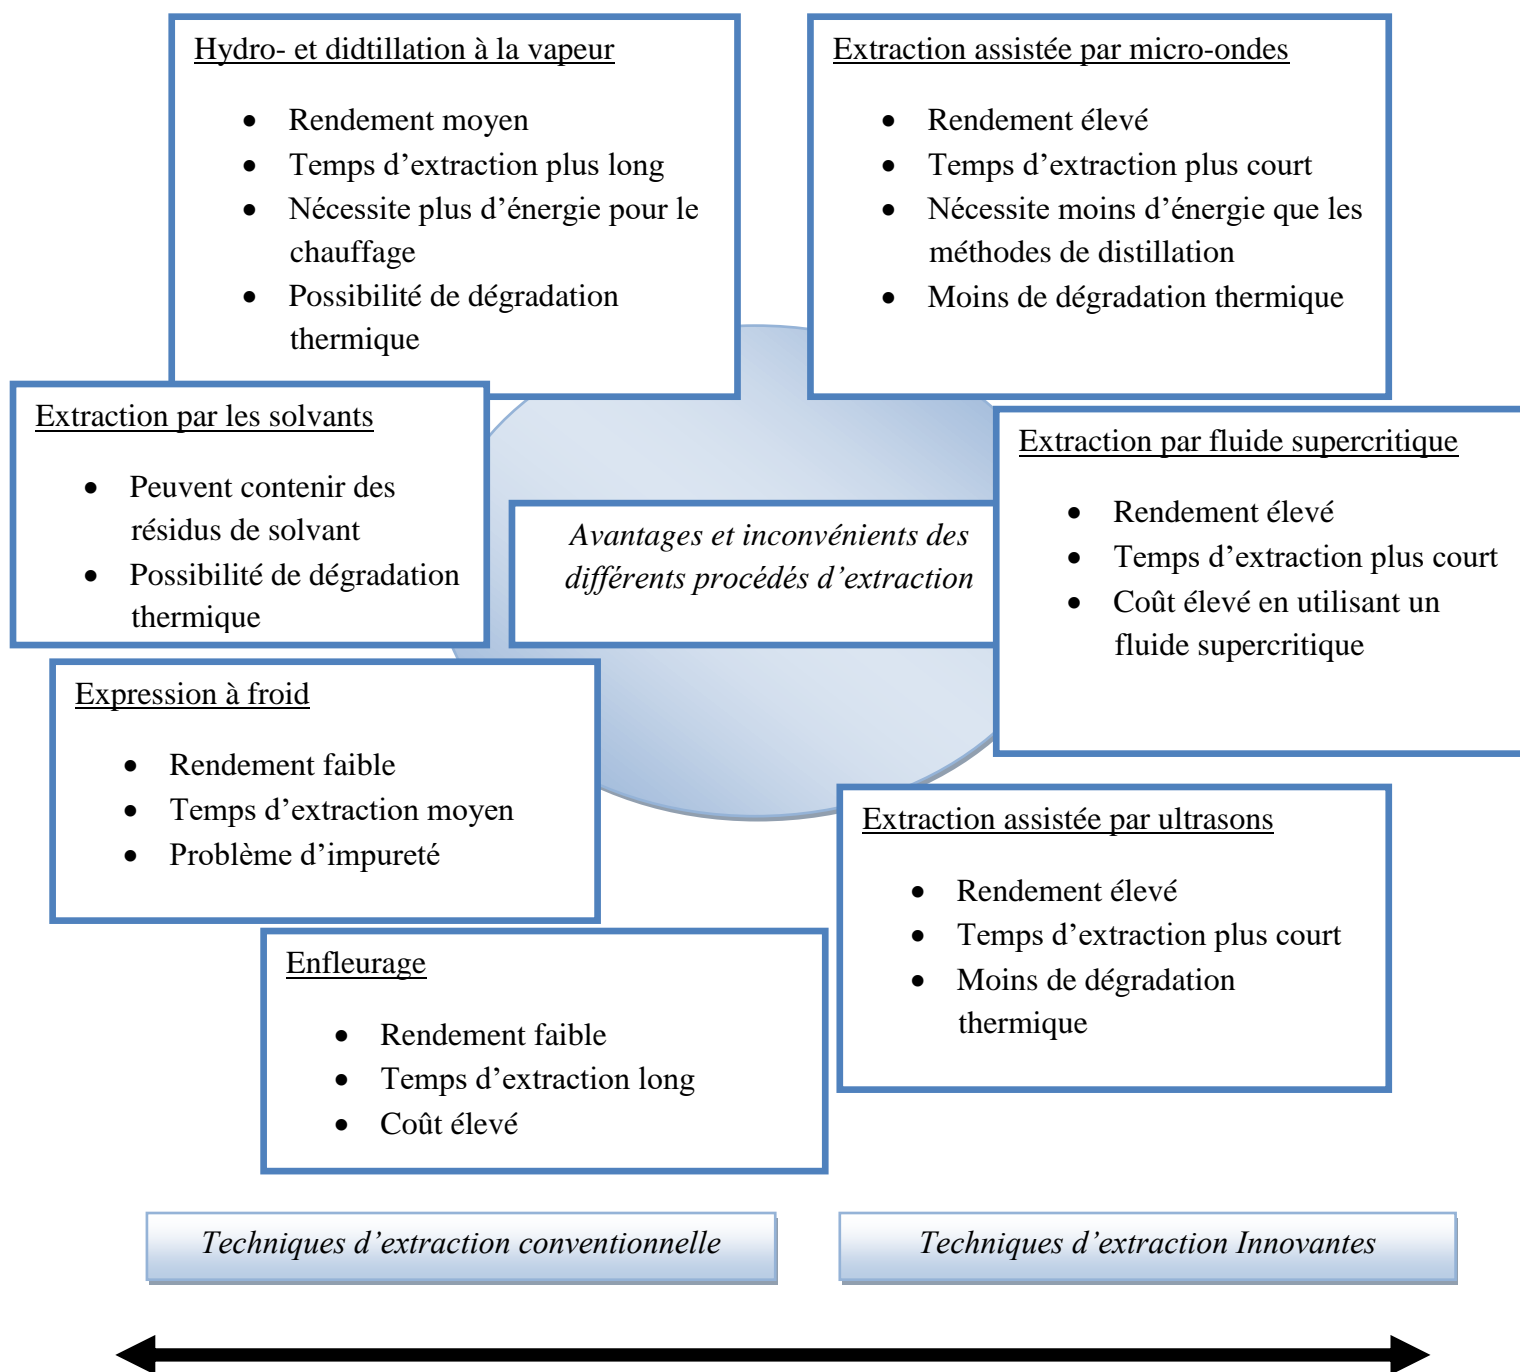 Hydro- et didtillation à la vapeur
• Rendement moyen
• Temps d’extraction plus long
• Nécessite plus d’énergie pour le
chauffage
• Possibilité de dégradation
thermique
Extraction assistée par micro-ondes
• Rendement élevé
• Temps d’extraction plus court
• Nécessite moins d’énergie que les
méthodes de distillation
• Moins de dégradation thermique
Extraction par les solvants
• Peuvent contenir des
résidus de solvant
• Possibilité de dégradation
thermique
Avantages et inconvénients des
différents procédés d’extraction
Extraction par fluide supercritique
• Rendement élevé
• Temps d’extraction plus court
• Coût élevé en utilisant un
fluide supercritique
Expression à froid
• Rendement faible
• Temps d’extraction moyen
• Problème d’impureté
Extraction assistée par ultrasons
• Rendement élevé
• Temps d’extraction plus court
• Moins de dégradation
thermique
Enfleurage
• Rendement faible
• Temps d’extraction long
• Coût élevé
Techniques d’extraction conventionnelle
Techniques d’extraction Innovantes